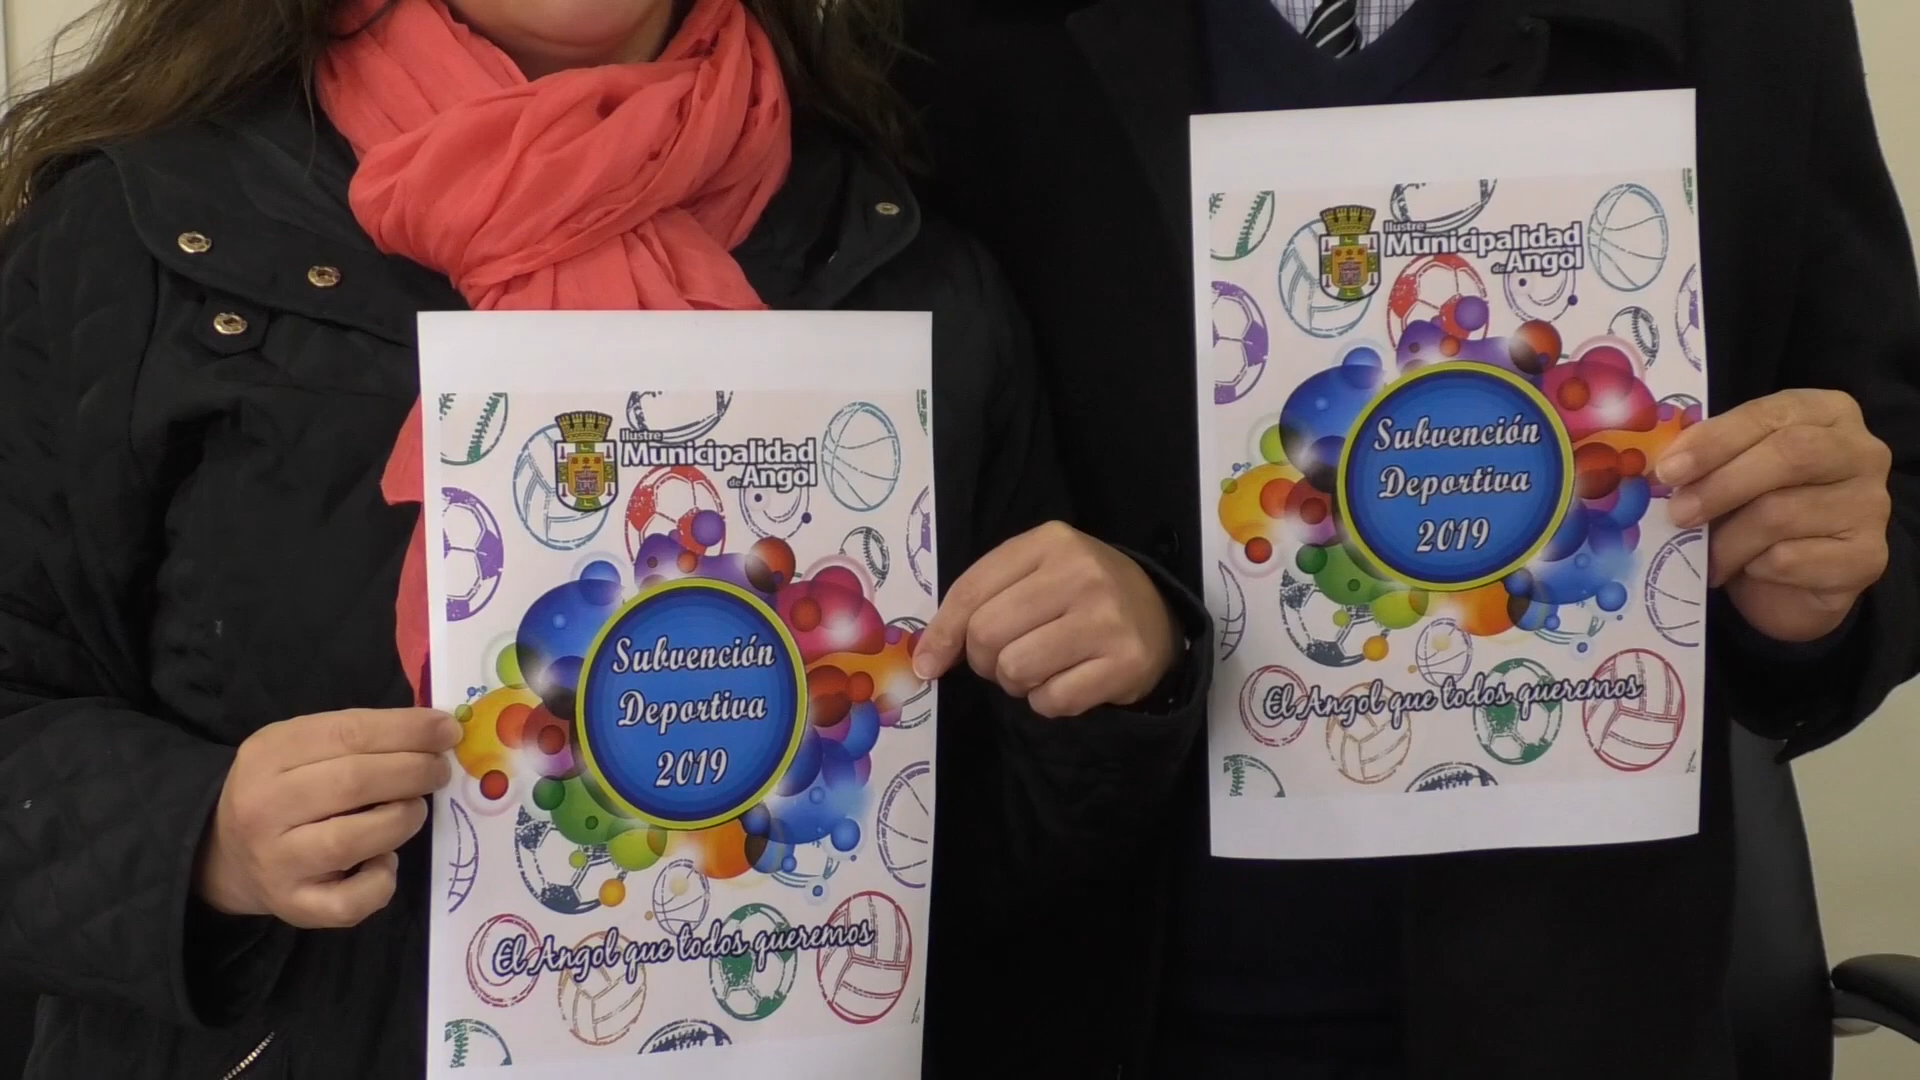 Ilustre
Municipalidad
de Angol
Subvención
Deportiva
2019
El Angol que todos queremos
Ilustre
Municipalidad
de Angol
Subvención
Deportiva
2019
El Angol que todos queremos